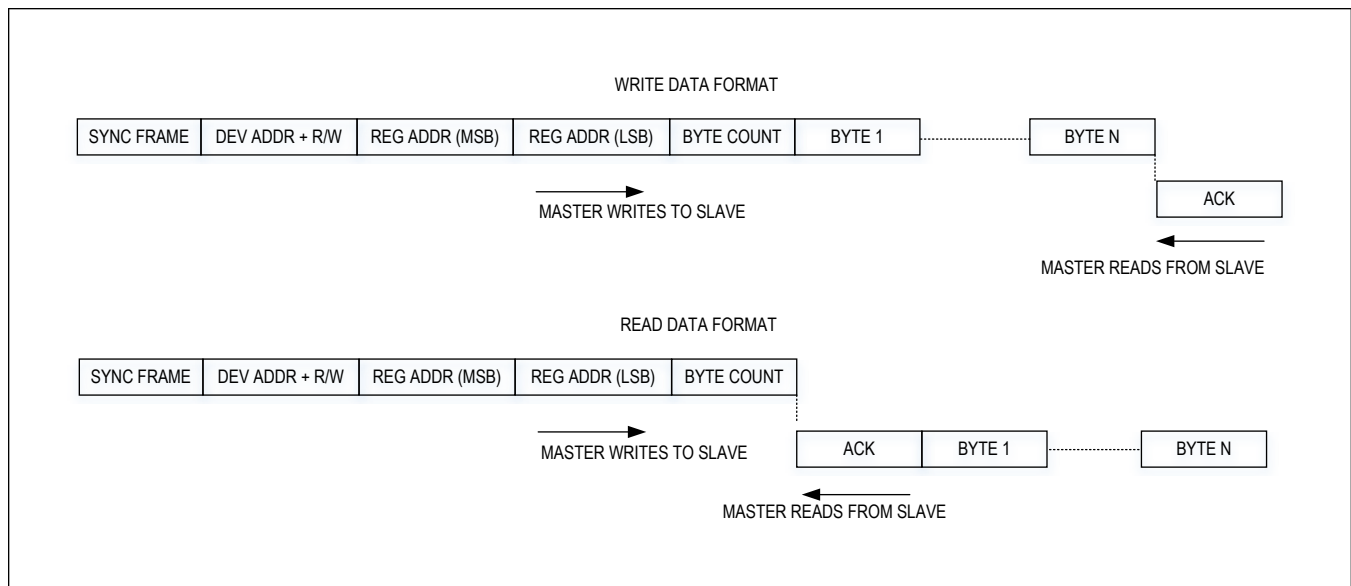 WRITE DATA FORMAT
SYNC FRAME DEV ADDR + R/W REG ADDR (MSB) REG ADDR (LSB) BYTE COUNT BYTE 1 BYTE N
ACK
MASTER WRITES TO SLAVE
MASTER READS FROM SLAVE
READ DATA FORMAT
SYNC FRAME DEV ADDR + R/W REG ADDR (MSB) REG ADDR (LSB) BYTE COUNT
ACK BYTE 1 BYTE N
MASTER WRITES TO SLAVE
MASTER READS FROM SLAVE